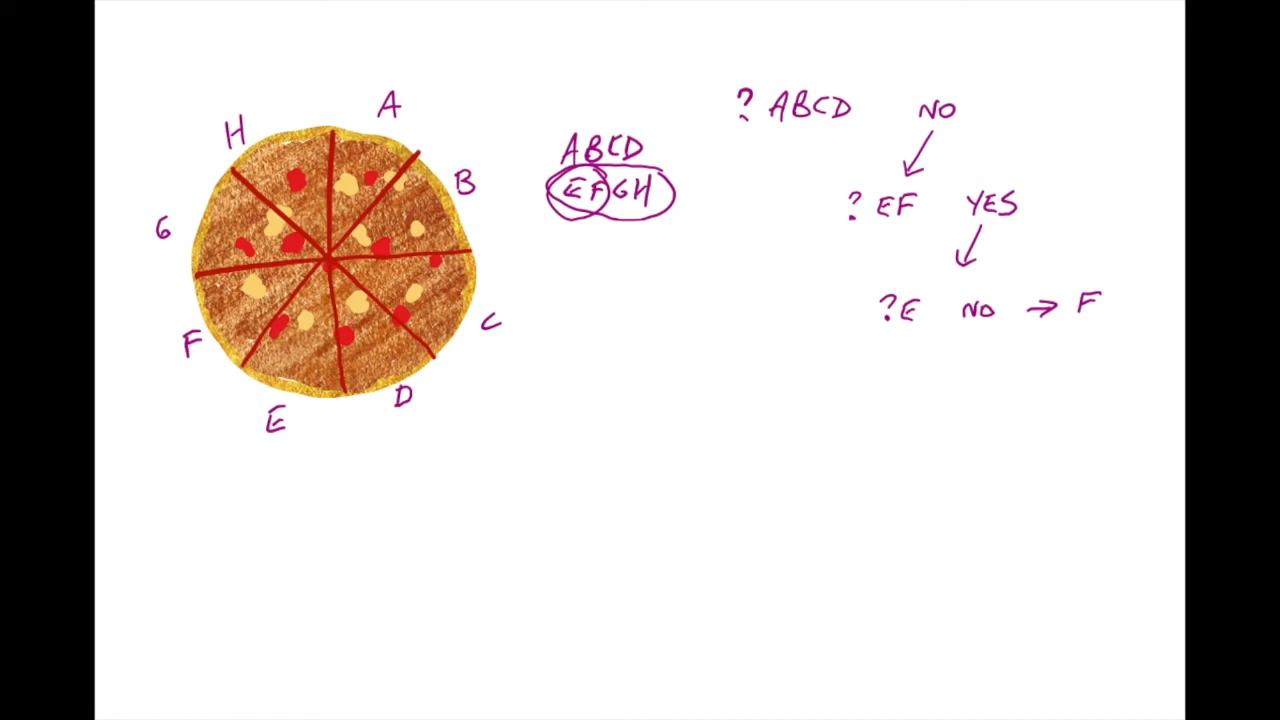 H
A
B
6
C
F
D
E
ABCD
EFGH
? ABCD NO
? EF YES
?E NO → F